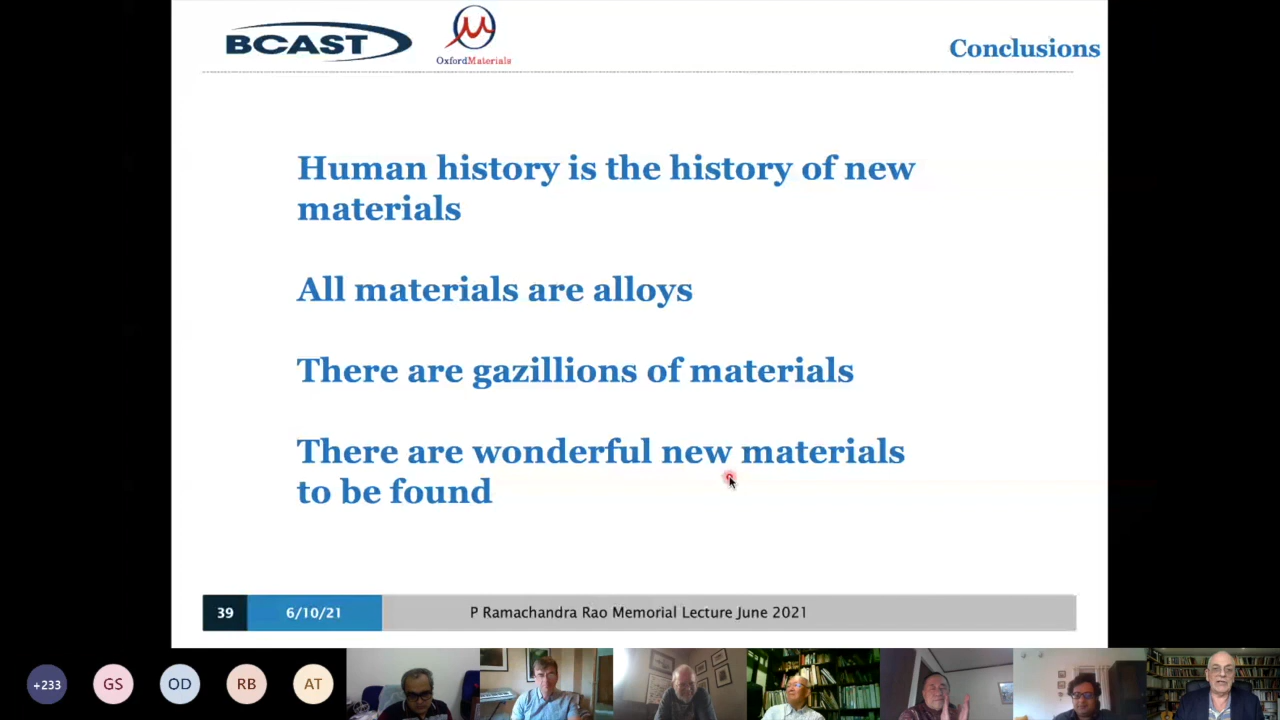 BCAST
OxfordMaterials
Conclusions
Human history is the history of new
materials
All materials are alloys
There are gazillions of materials
There are wonderful new materials
to be found
39
6/10/21
P Ramachandra Rao Memorial Lecture June 2021
+233
GS
OD
RB
AT